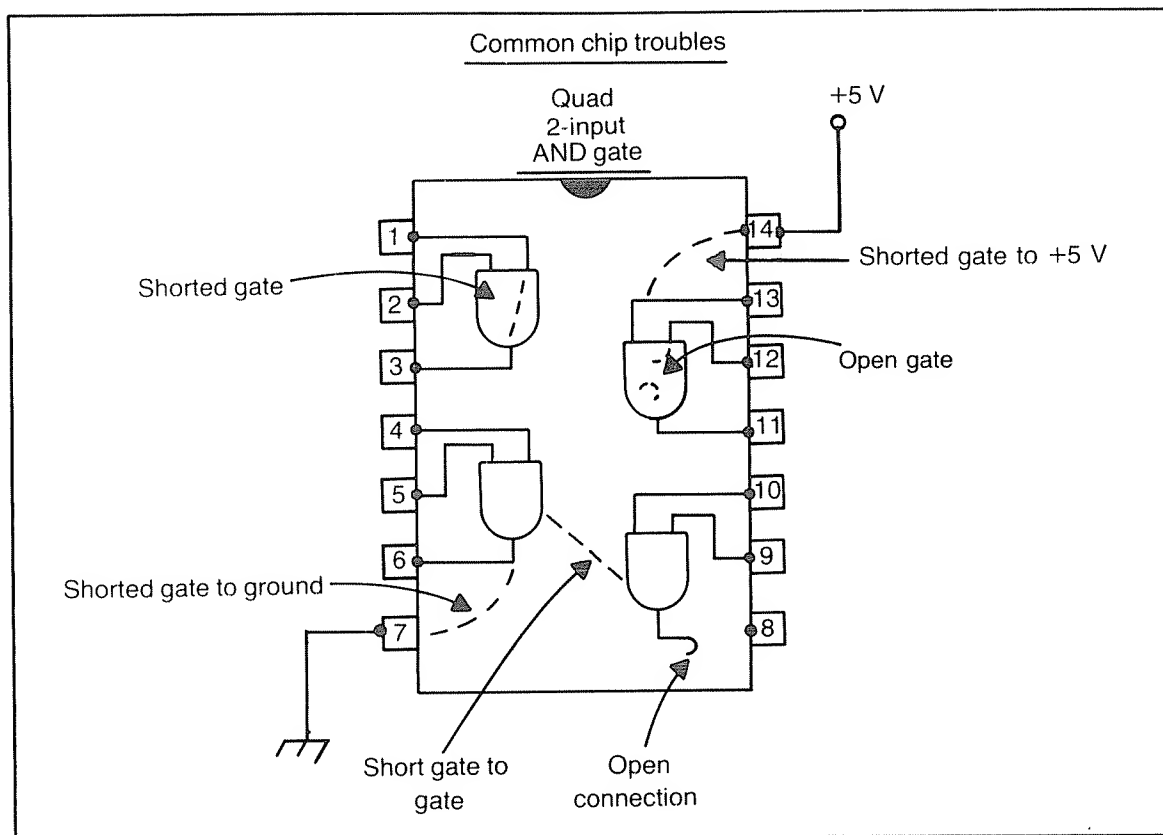 Common chip troubles
Quad
2-input
AND gate
+5 V
1
14
Shorted gate to +5 V
Shorted gate
2
13
3
12
Open gate
4
11
5
10
6
9
Shorted gate to ground
7
8
Short gate to
gate
Open
connection